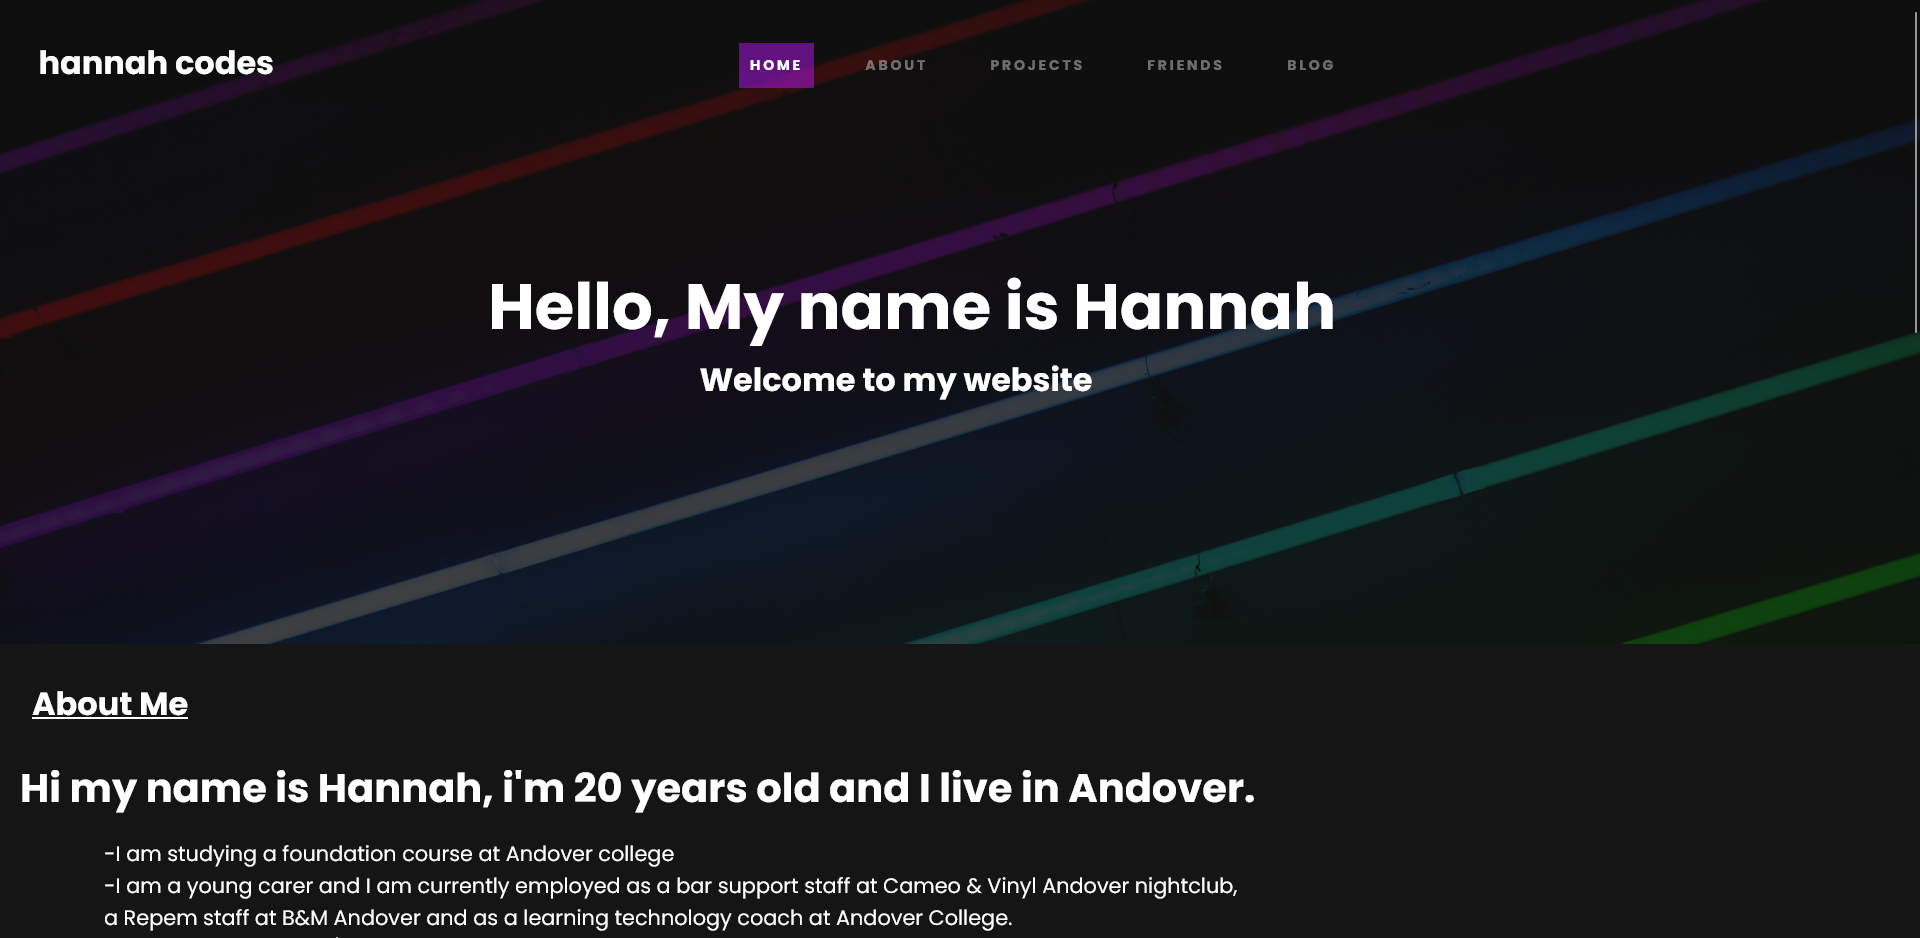 hannah codes
HOME ABOUT PROJECTS FRIENDS BLOG
Hello, My name is Hannah
Welcome to my website
About Me
Hi my name is Hannah, i'm 20 years old and I live in Andover.
-I am studying a foundation course at Andover college
-I am a young carer and I am currently employed as a bar support staff at Cameo & Vinyl Andover nightclub,
a Repem staff at B&M Andover and as a learning technology coach at Andover College.